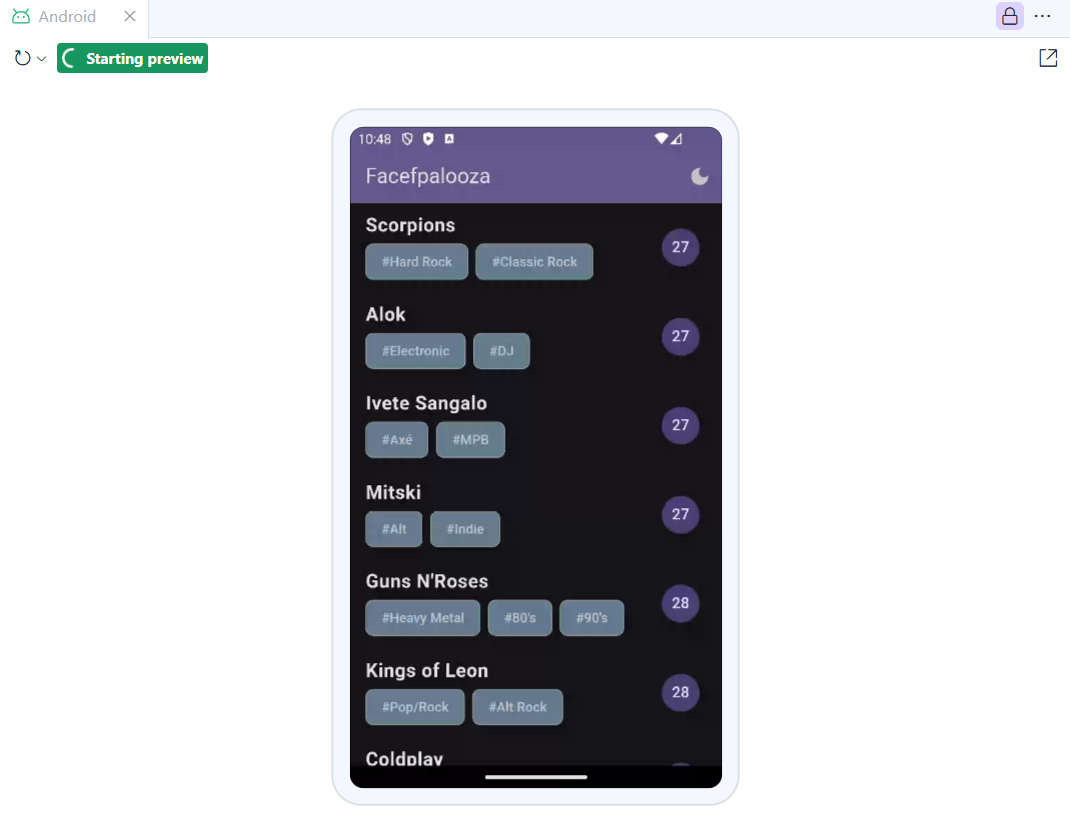 Android
Starting preview
10:48
Facefpalooza
Scorpions
#Hard Rock #Classic Rock
27
Alok
#Electronic #DJ
27
Ivete Sangalo
#Axé #MPB
27
Mitski
#Alt #Indie
27
Guns N'Roses
#Heavy Metal #80's #90's
28
Kings of Leon
#Pop/Rock #Alt Rock
28
Coldplay